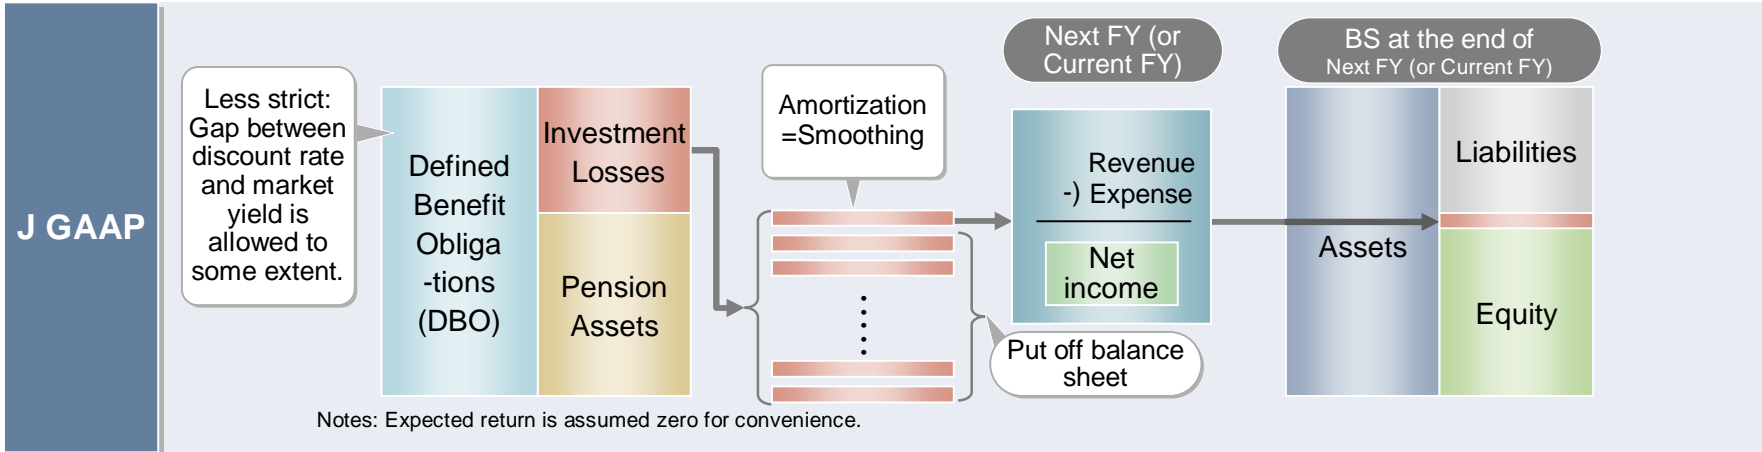 J GAAP
Less strict:
Gap between
discount rate
and market
yield is
allowed to
some extent.
Defined
Benefit
Obliga
-tions
(DBO)
Investment
Losses
Pension
Assets
Amortization
=Smoothing
Put off balance
sheet
Next FY (or
Current FY)
Revenue
-) Expense
Net
income
BS at the end of
Next FY (or Current FY)
Assets
Liabilities
Equity
Notes: Expected return is assumed zero for convenience.